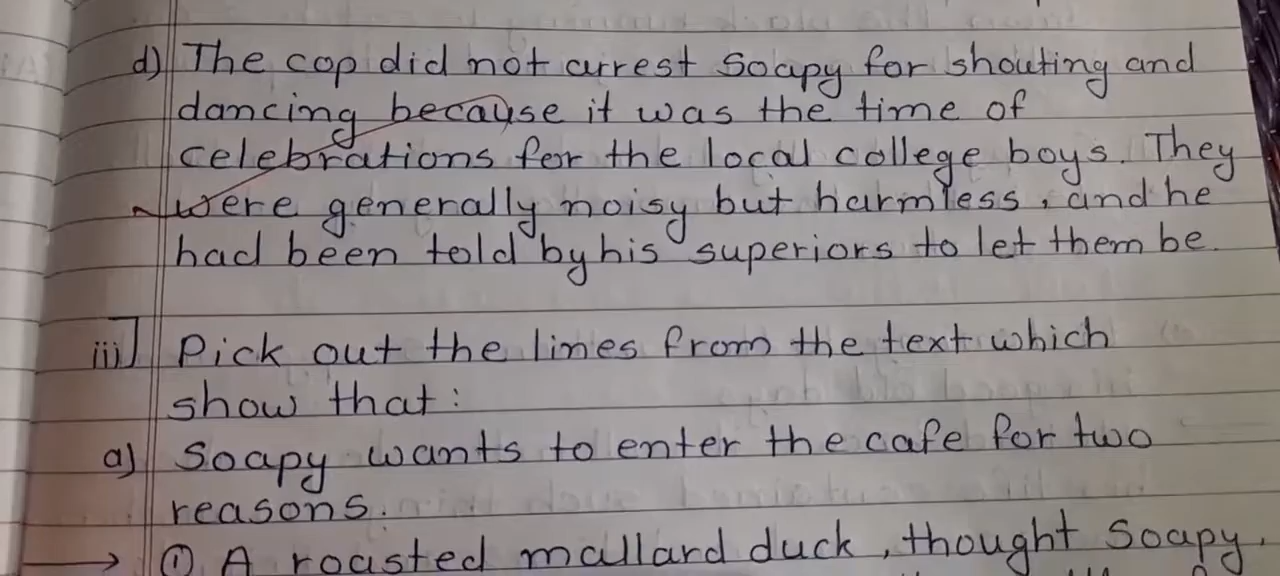 d) The cop did not arrest Soapy for shouting and
dancing because it was the time of
celebrations for the local college boys. They
were generally noisy but harmless, and he
had been told by his superiors to let them be.
iii] Pick out the lines from the text which
show that:
a) Soapy wants to enter the cafe for two
reasons.
→ ① A roasted mallard duck, thought Soapy.